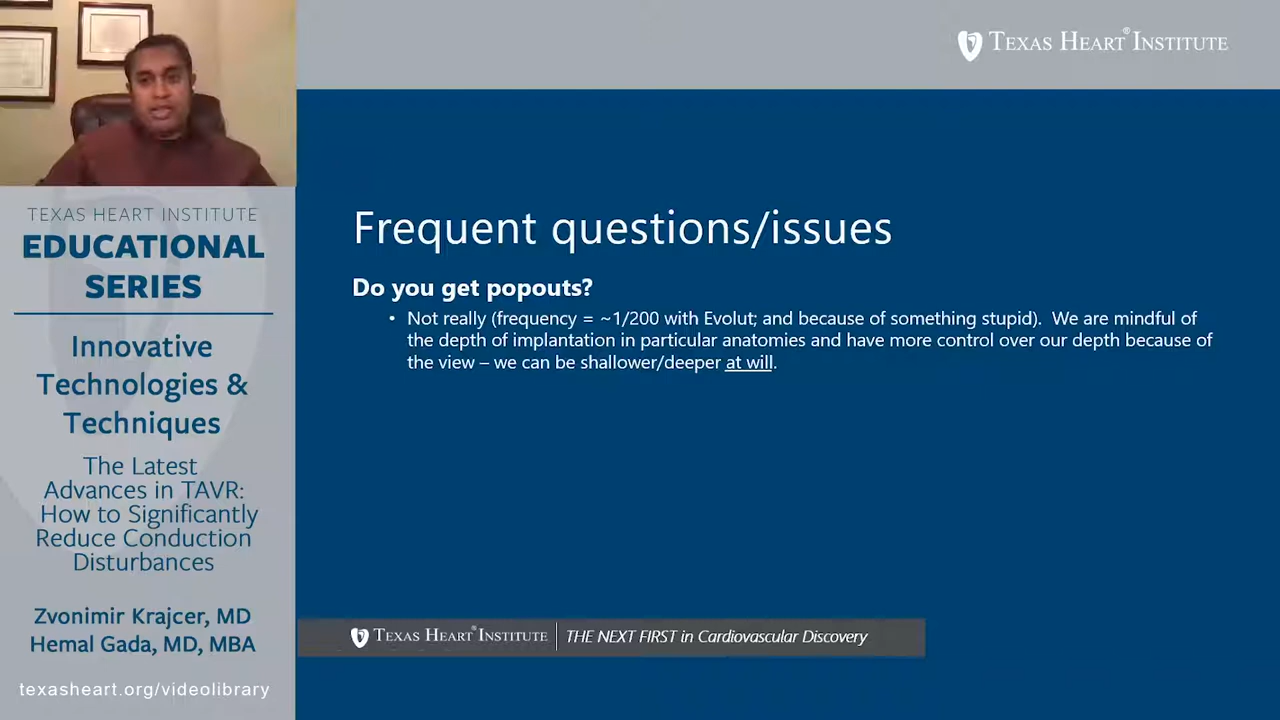 TEXAS HEART INSTITUTE
EDUCATIONAL
SERIES
Innovative
Technologies &
Techniques
The Latest
Advances in TAVR:
How to Significantly
Reduce Conduction
Disturbances
Zvonimir Krajcer, MD
Hemal Gada, MD, MBA
texasheart.org/videolibrary
TEXAS HEART® INSTITUTE
Frequent questions/issues
Do you get popouts?
• Not really (frequency = ~1/200 with Evolut; and because of something stupid). We are mindful of
the depth of implantation in particular anatomies and have more control over our depth because of
the view – we can be shallower/deeper at will.
TEXAS HEART® INSTITUTE THE NEXT FIRST in Cardiovascular Discovery